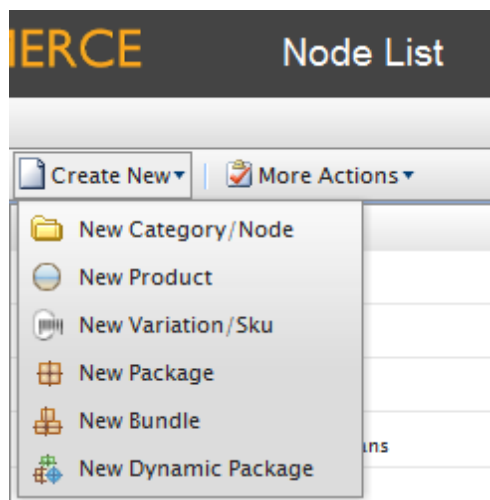 IERCE Node List
Create New More Actions
New Category/Node
New Product
New Variation/Sku
New Package
New Bundle
ans
New Dynamic Package